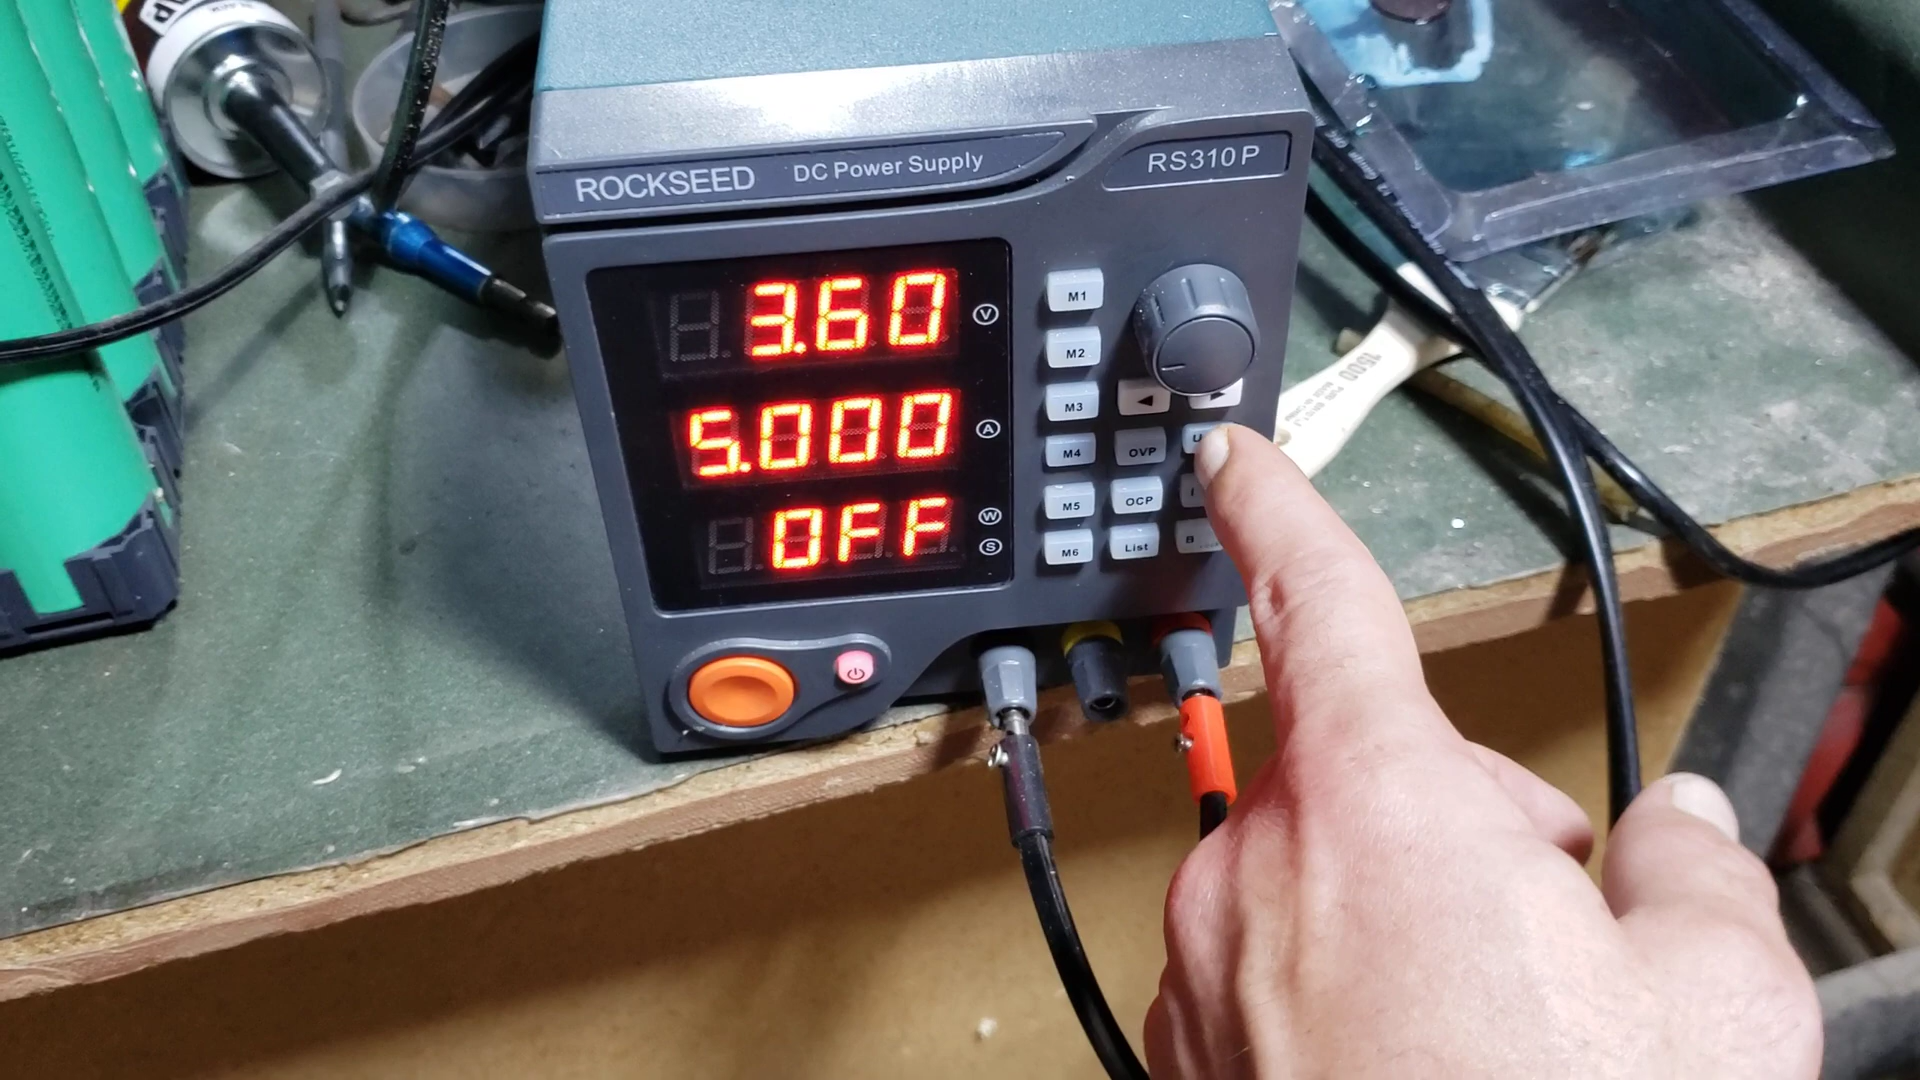 ROCKSEED DC Power Supply RS310P
3.60 V
5.000 A
OFF W
S
M1
M2
M3
M4 OVP U
M5 OCP I
M6 List
1500